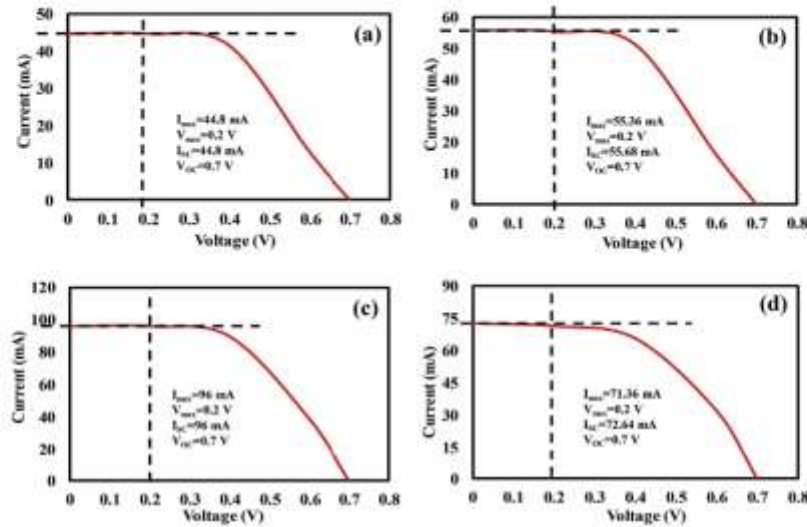 50
40
30
20
10
0
Current (mA)
(a)
Imax=44.8 mA
Vmax=0.2 V
ISC=44.8 mA
VOC=0.7 V
0 0.1 0.2 0.3 0.4 0.5 0.6 0.7 0.8
Voltage (V)
60
50
40
30
20
10
0
Current (mA)
(b)
Imax=55.36 mA
Vmax=0.2 V
ISC=55.68 mA
VOC=0.7 V
0 0.1 0.2 0.3 0.4 0.5 0.6 0.7 0.8
Voltage (V)
120
100
80
60
40
20
0
Current (mA)
(c)
Imax=96 mA
Vmax=0.2 V
ISC=96 mA
VOC=0.7 V
0 0.1 0.2 0.3 0.4 0.5 0.6 0.7 0.8
Voltage (V)
90
75
60
45
30
15
0
Current (mA)
(d)
Imax=71.36 mA
Vmax=0.2 V
ISC=72.64 mA
VOC=0.7 V
0 0.1 0.2 0.3 0.4 0.5 0.6 0.7 0.8
Voltage (V)